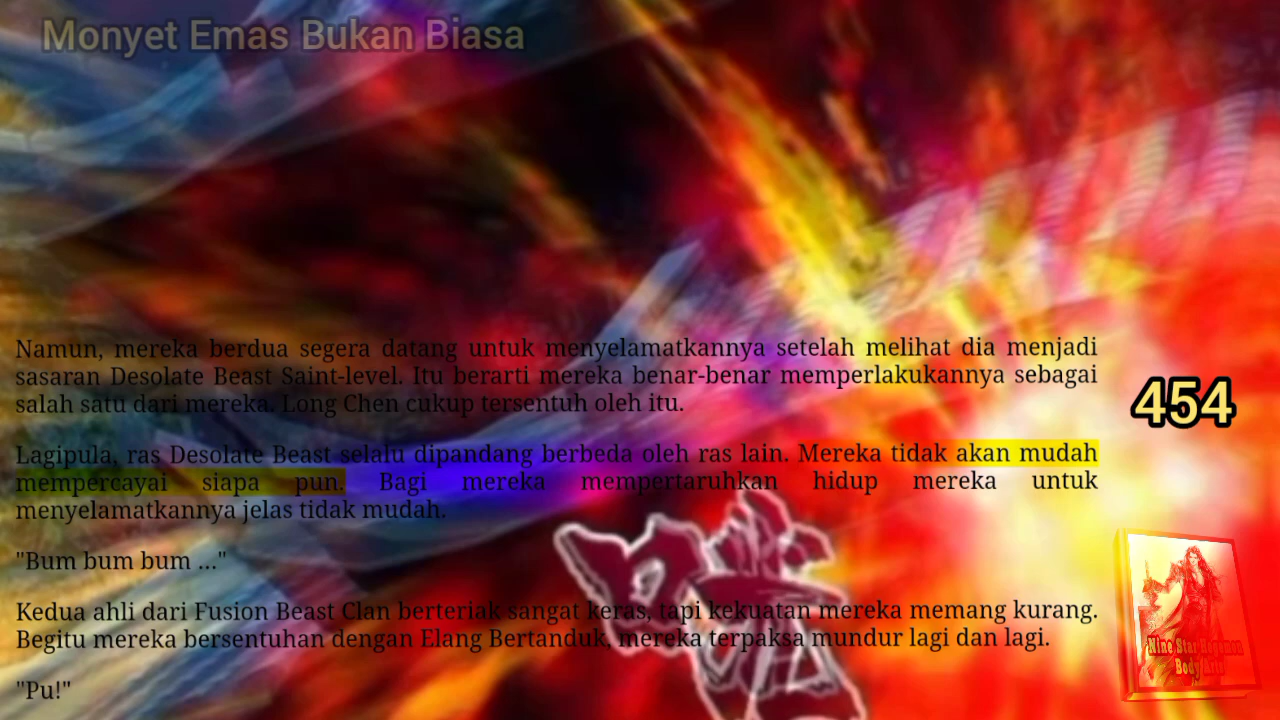 Monyet Emas Bukan Biasa
Namun, mereka berdua segera datang untuk menyelamatkannya setelah melihat dia menjadi
sasaran Desolate Beast Saint-level. Itu berarti mereka benar-benar memperlakukannya sebagai
salah satu dari mereka. Long Chen cukup tersentuh oleh itu.
Lagipula, ras Desolate Beast selalu dipandang berbeda oleh ras lain. Mereka tidak akan mudah
mempercayai siapa pun. Bagi mereka mempertaruhkan hidup mereka untuk
menyelamatkannya jelas tidak mudah.
"Bum bum bum ..."
Kedua ahli dari Fusion Beast Clan berteriak sangat keras, tapi kekuatan mereka memang kurang.
Begitu mereka bersentuhan dengan Elang Bertanduk, mereka terpaksa mundur lagi dan lagi.
"Pu!"
454
Nine Star Hegemon
Body Arts